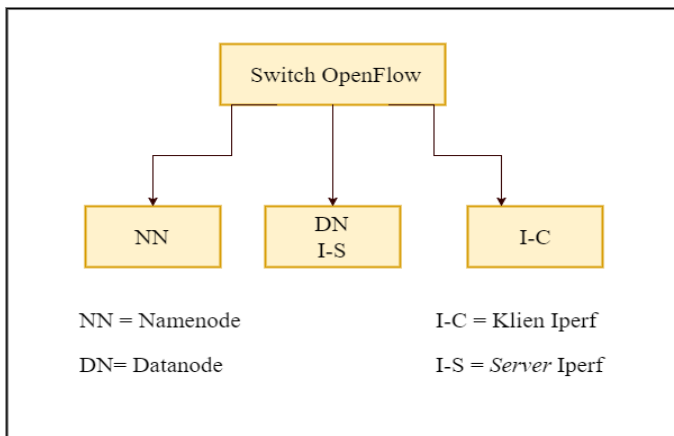 Switch OpenFlow
NN
DN
I-S
I-C
NN = Namenode
I-C = Klien Iperf
DN= Datanode
I-S = Server Iperf